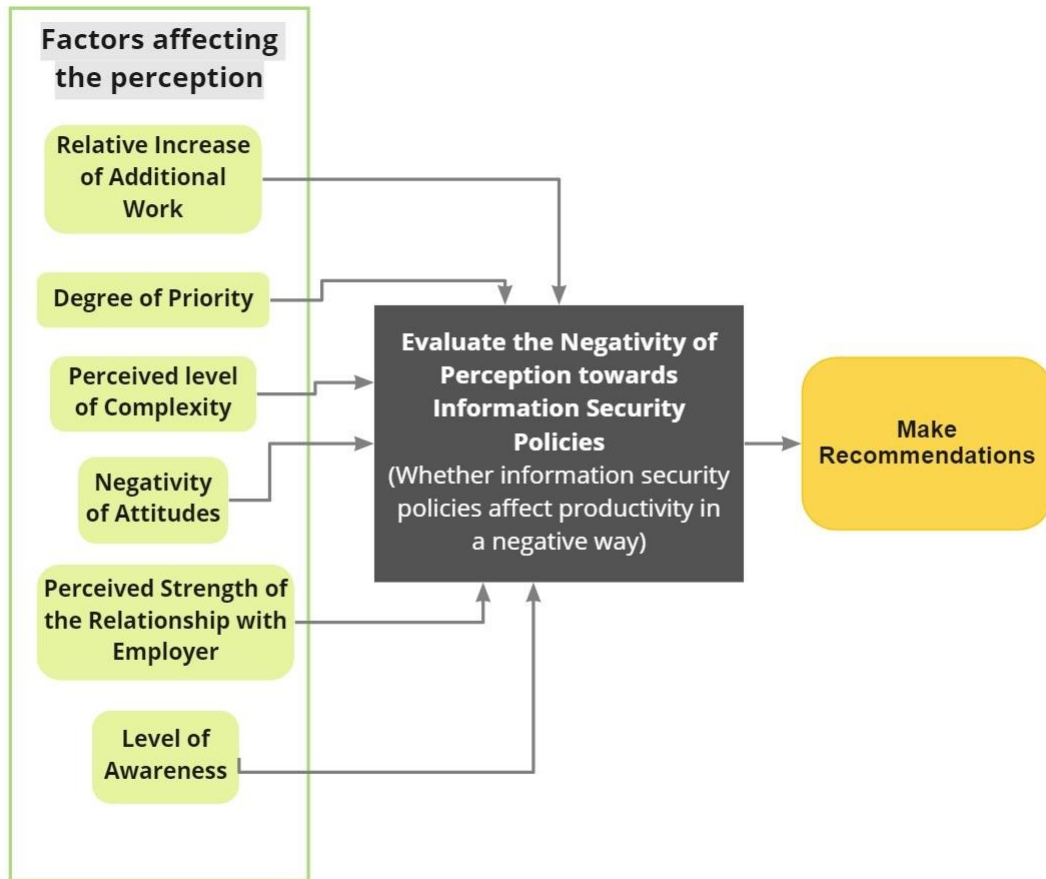 Factors affecting
the perception
Relative Increase
of Additional
Work
Degree of Priority
Perceived level
of Complexity
Negativity
of Attitudes
Perceived Strength of
the Relationship with
Employer
Level of
Awareness
Evaluate the Negativity of
Perception towards
Information Security
Policies
(Whether information security
policies affect productivity in
a negative way)
Make
Recommendations